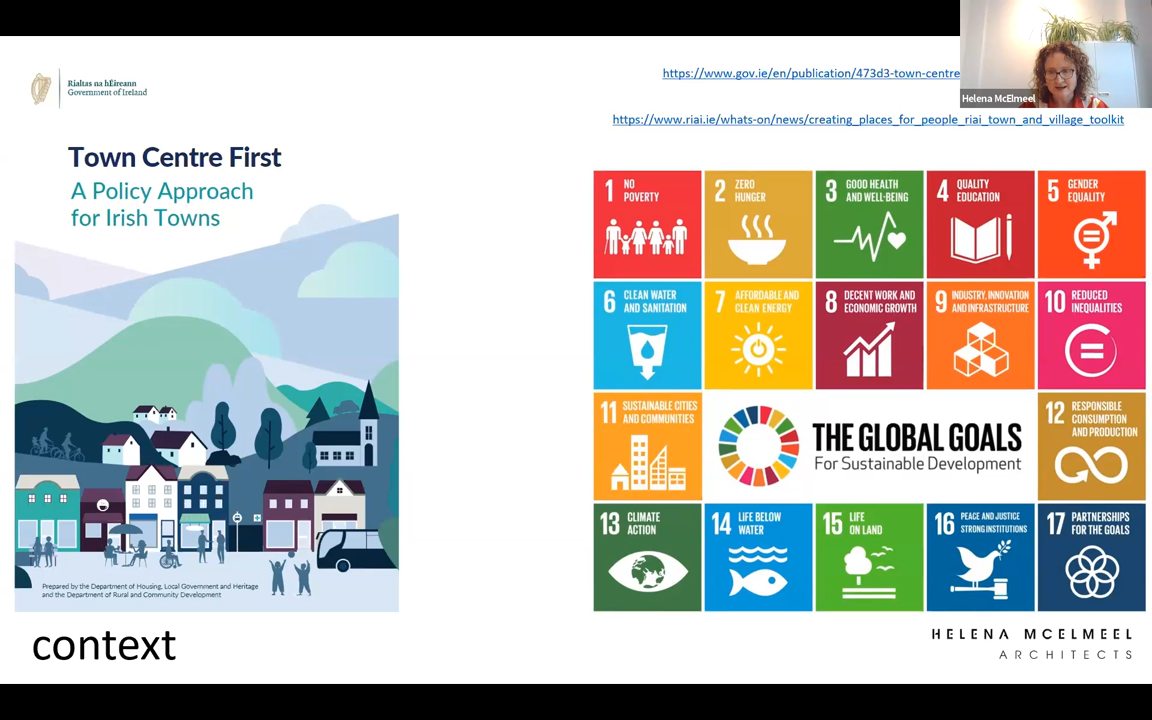 Rialtas na hÉireann
Government of Ireland
https://www.gov.ie/en/publication/473d3-town-centre
Helena McElmeel
https://www.riai.ie/whats-on/news/creating_places_for_people_riai_town_and_village_toolkit
Town Centre First
A Policy Approach
for Irish Towns
1 NO
POVERTY
2 ZERO
HUNGER
3 GOOD HEALTH
AND WELL-BEING
4 QUALITY
EDUCATION
5 GENDER
EQUALITY
6 CLEAN WATER
AND SANITATION
7 AFFORDABLE AND
CLEAN ENERGY
8 DECENT WORK AND
ECONOMIC GROWTH
9 INDUSTRY, INNOVATION
AND INFRASTRUCTURE
10 REDUCED
INEQUALITIES
11 SUSTAINABLE CITIES
AND COMMUNITIES
THE GLOBAL GOALS
For Sustainable Development
12 RESPONSIBLE
CONSUMPTION
AND PRODUCTION
13 CLIMATE
ACTION
14 LIFE BELOW
WATER
15 LIFE
ON LAND
16 PEACE AND JUSTICE
STRONG INSTITUTIONS
17 PARTNERSHIPS
FOR THE GOALS
Prepared by the Department of Housing, Local Government and Heritage
and the Department of Rural and Community Development
context
HELENA MCELMEEL
ARCHITECTS